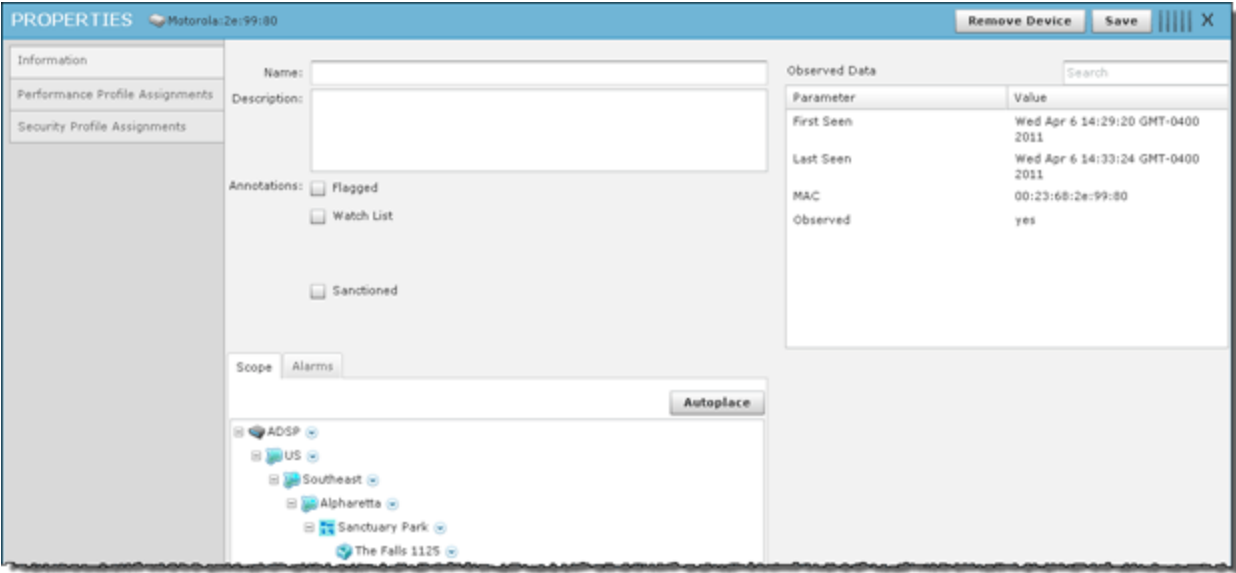 PROPERTIES Motorola:2e:99:80 Remove Device Save X
Information
Performance Profile Assignments
Security Profile Assignments
Name:
Description:
Annotations: Flagged
Watch List
Sanctioned
Observed Data Search
Parameter Value
First Seen Wed Apr 6 14:29:20 GMT-0400
2011
Last Seen Wed Apr 6 14:33:24 GMT-0400
2011
MAC 00:23:68:2e:99:80
Observed yes
Scope Alarms
Autoplace
ADSP
US
Southeast
Alpharetta
Sanctuary Park
The Falls 1125